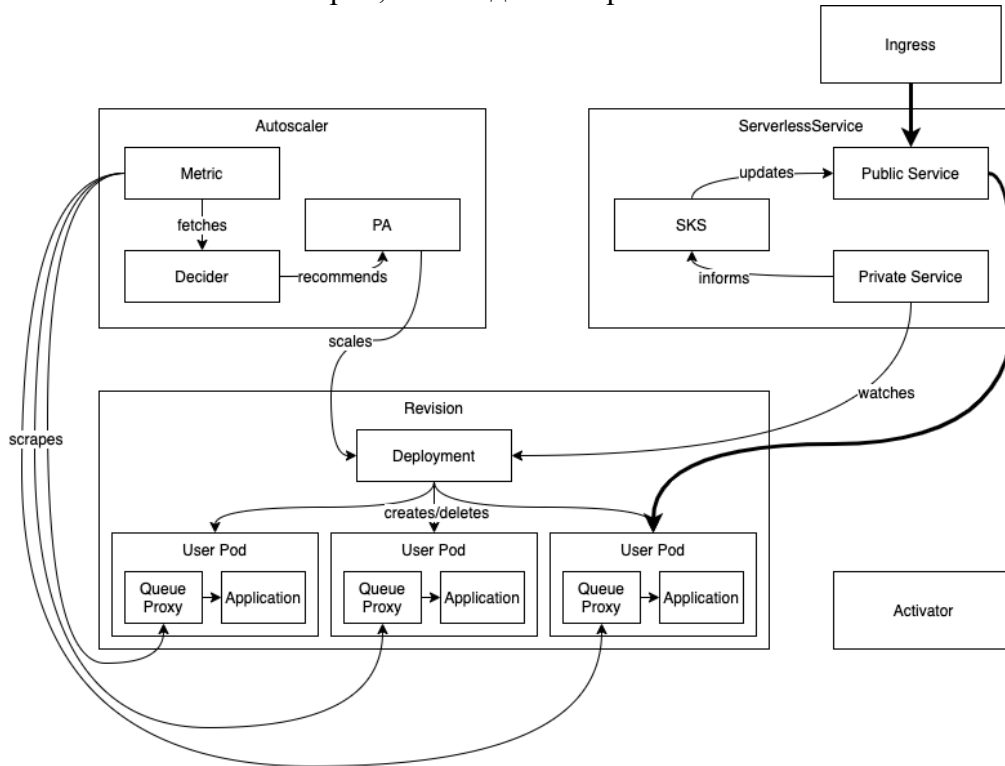 Ingress
Autoscaler
ServerlessService
Metric
updates
Public Service
fetches
PA
SKS
Decider
recommends
informs
Private Service
scales
Revision
watches
scrapes
Deployment
creates/deletes
User Pod
User Pod
User Pod
Queue
Proxy
Application
Queue
Proxy
Application
Queue
Proxy
Application
Activator